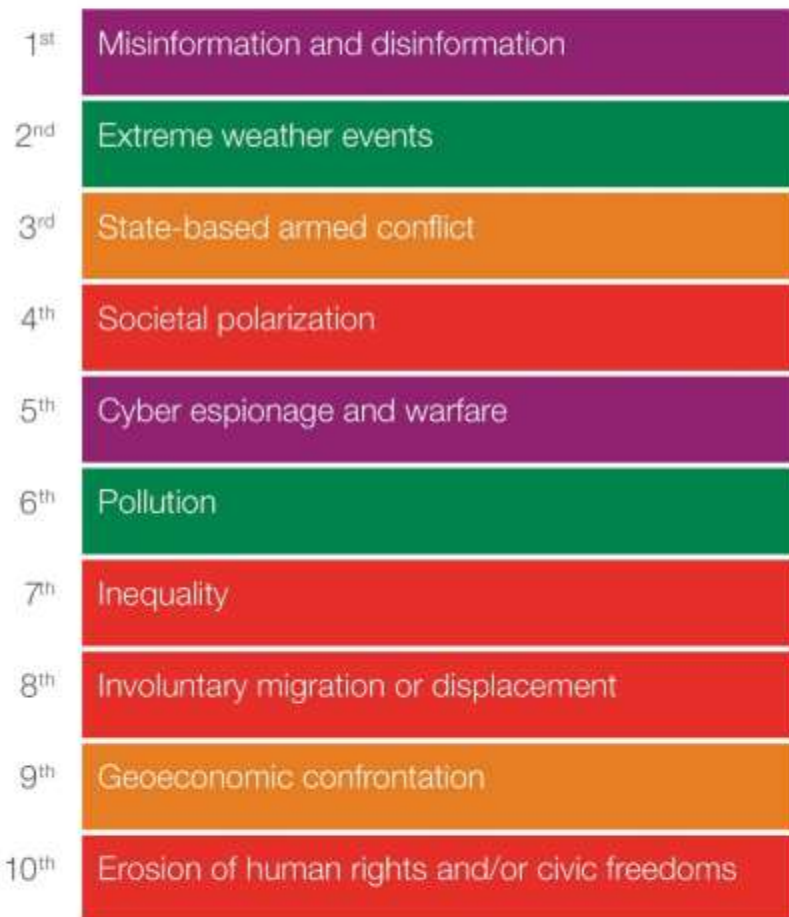 1st Misinformation and disinformation
2nd Extreme weather events
3rd State-based armed conflict
4th Societal polarization
5th Cyber espionage and warfare
6th Pollution
7th Inequality
8th Involuntary migration or displacement
9th Geoeconomic confrontation
10th Erosion of human rights and/or civic freedoms